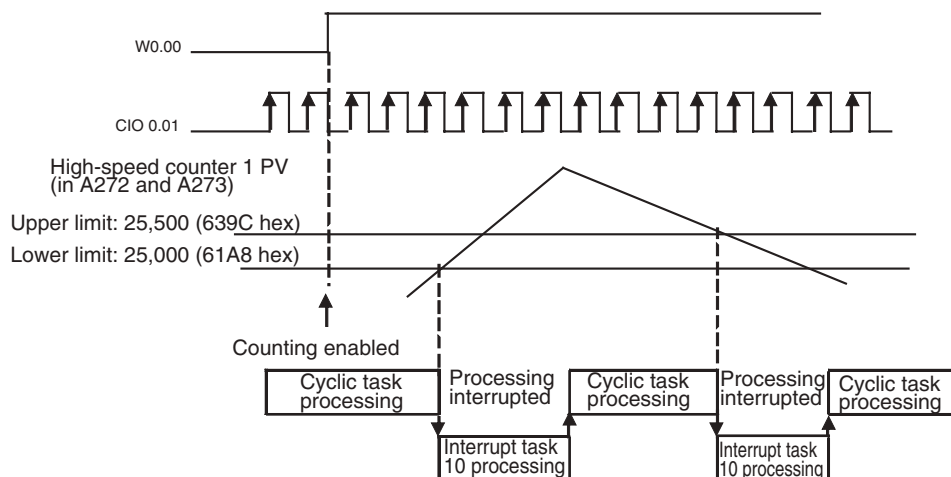 W0.00
CIO 0.01
High-speed counter 1 PV
(in A272 and A273)
Upper limit: 25,500 (639C hex)
Lower limit: 25,000 (61A8 hex)
Counting enabled
Cyclic task
processing
Processing
interrupted
Cyclic task
processing
Processing
interrupted
Cyclic task
processing
Interrupt task
10 processing
Interrupt task
10 processing